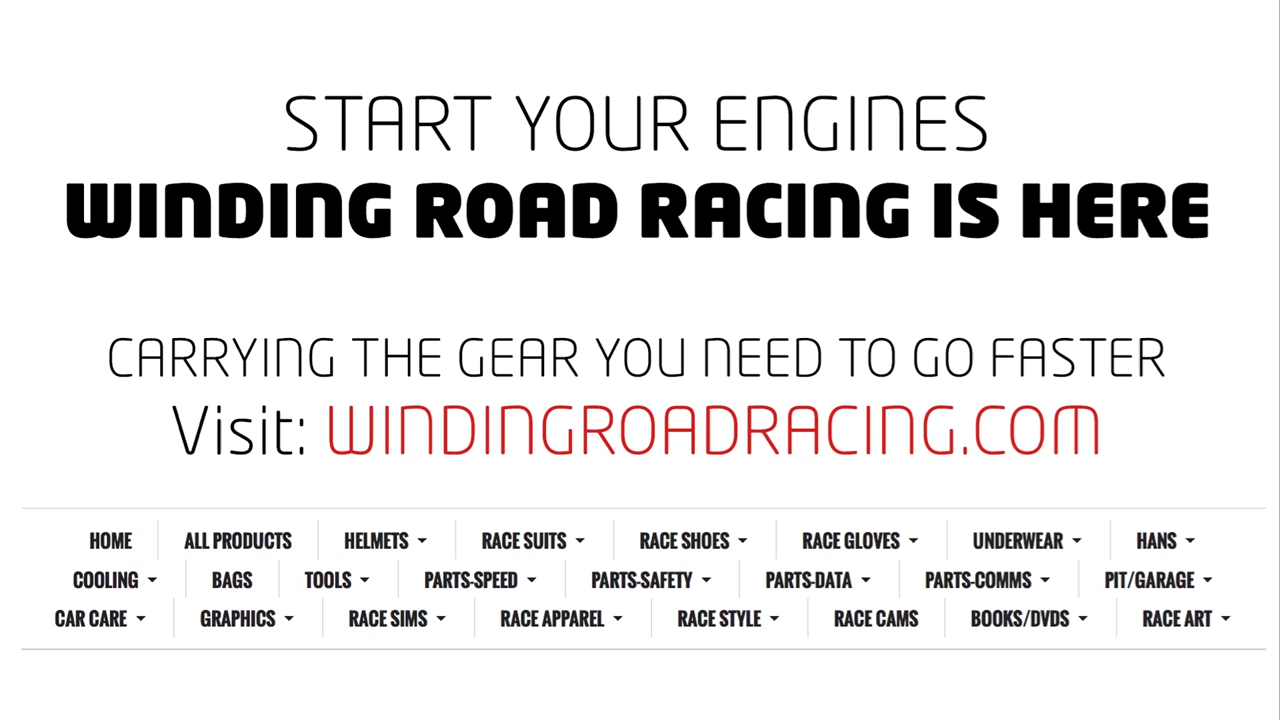 START YOUR ENGINES
WINDING ROAD RACING IS HERE
CARRYING THE GEAR YOU NEED TO GO FASTER
Visit: WINDINGROADRACING.COM
HOME ALL PRODUCTS HELMETS RACE SUITS RACE SHOES RACE GLOVES UNDERWEAR HANS
COOLING BAGS TOOLS PARTS-SPEED PARTS-SAFETY PARTS-DATA PARTS-COMMS PIT/GARAGE
CAR CARE GRAPHICS RACE SIMS RACE APPAREL RACE STYLE RACE CAMS BOOKS/DVDS RACE ART